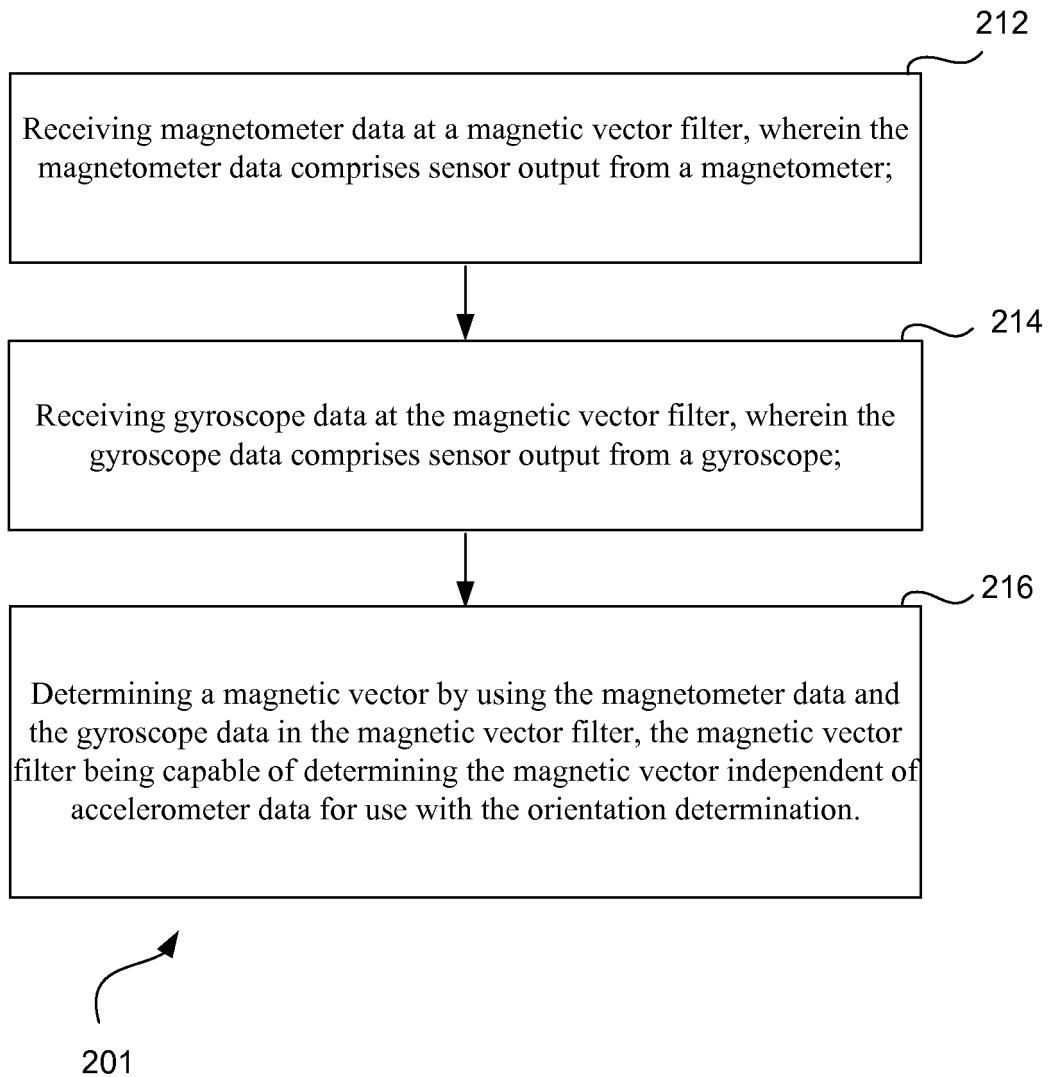 212
Receiving magnetometer data at a magnetic vector filter, wherein the
magnetometer data comprises sensor output from a magnetometer;
214
Receiving gyroscope data at the magnetic vector filter, wherein the
gyroscope data comprises sensor output from a gyroscope;
216
Determining a magnetic vector by using the magnetometer data and
the gyroscope data in the magnetic vector filter, the magnetic vector
filter being capable of determining the magnetic vector independent of
accelerometer data for use with the orientation determination.
201